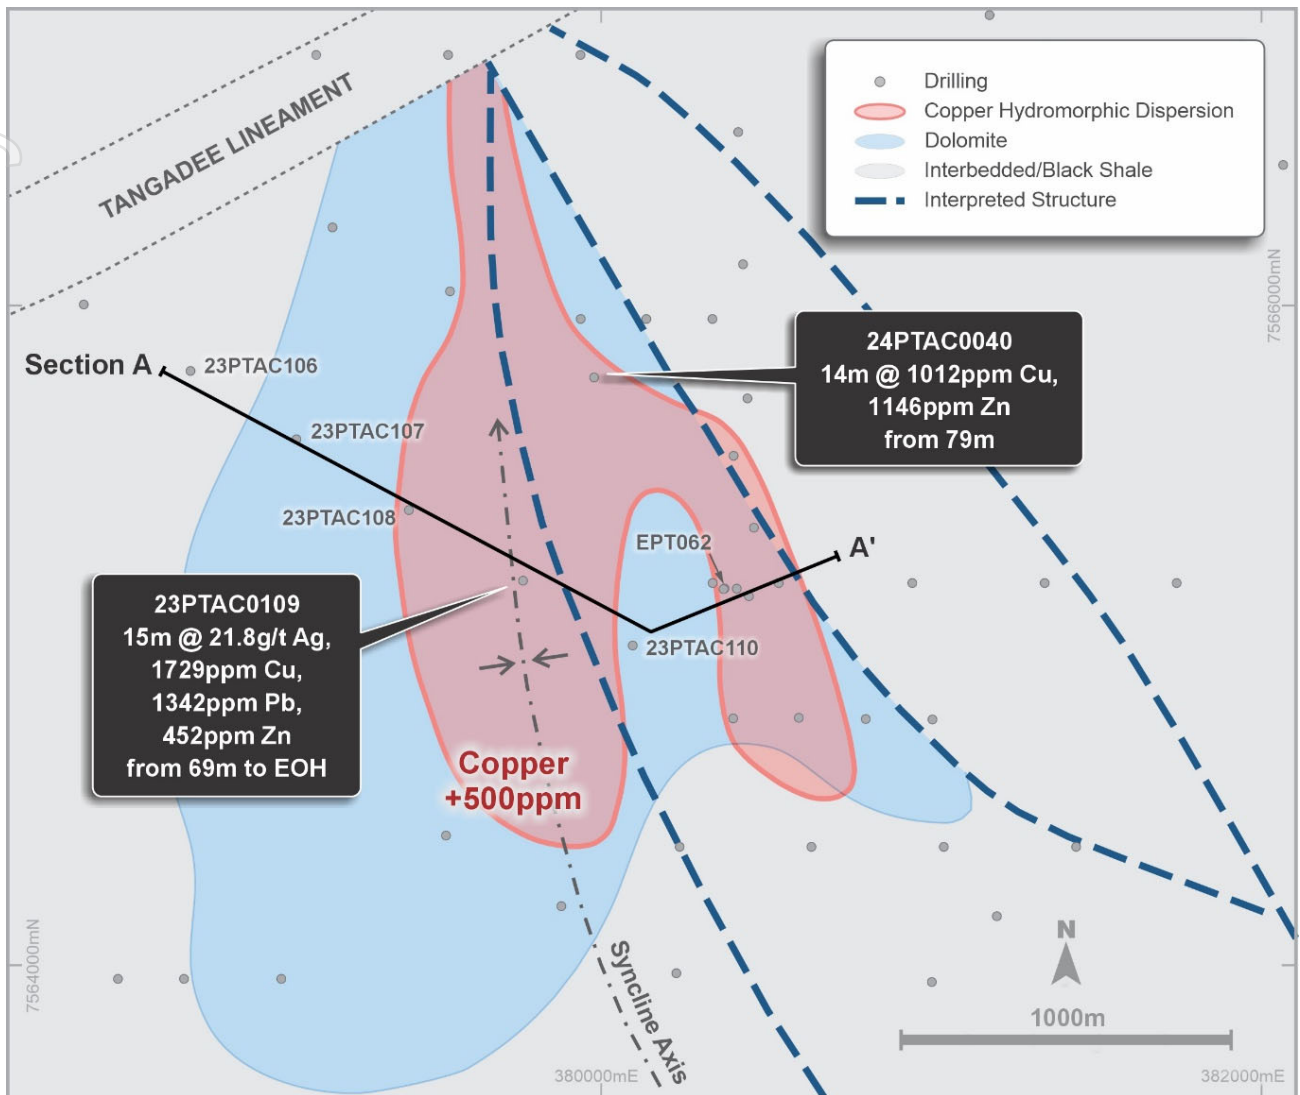 TANGADEE LINEAMENT
Drilling
Copper Hydromorphic Dispersion
Dolomite
Interbedded/Black Shale
Interpreted Structure
7566000mN
Section A
23PTAC106
24PTAC0040
14m @ 1012ppm Cu,
1146ppm Zn
from 79m
23PTAC107
23PTAC108
EPT062
A'
23PTAC0109
15m @ 21.8g/t Ag,
1729ppm Cu,
1342ppm Pb,
452ppm Zn
from 69m to EOH
23PTAC110
Copper
+500ppm
7564000mN
Syncline Axis
N
1000m
380000mE
382000mE